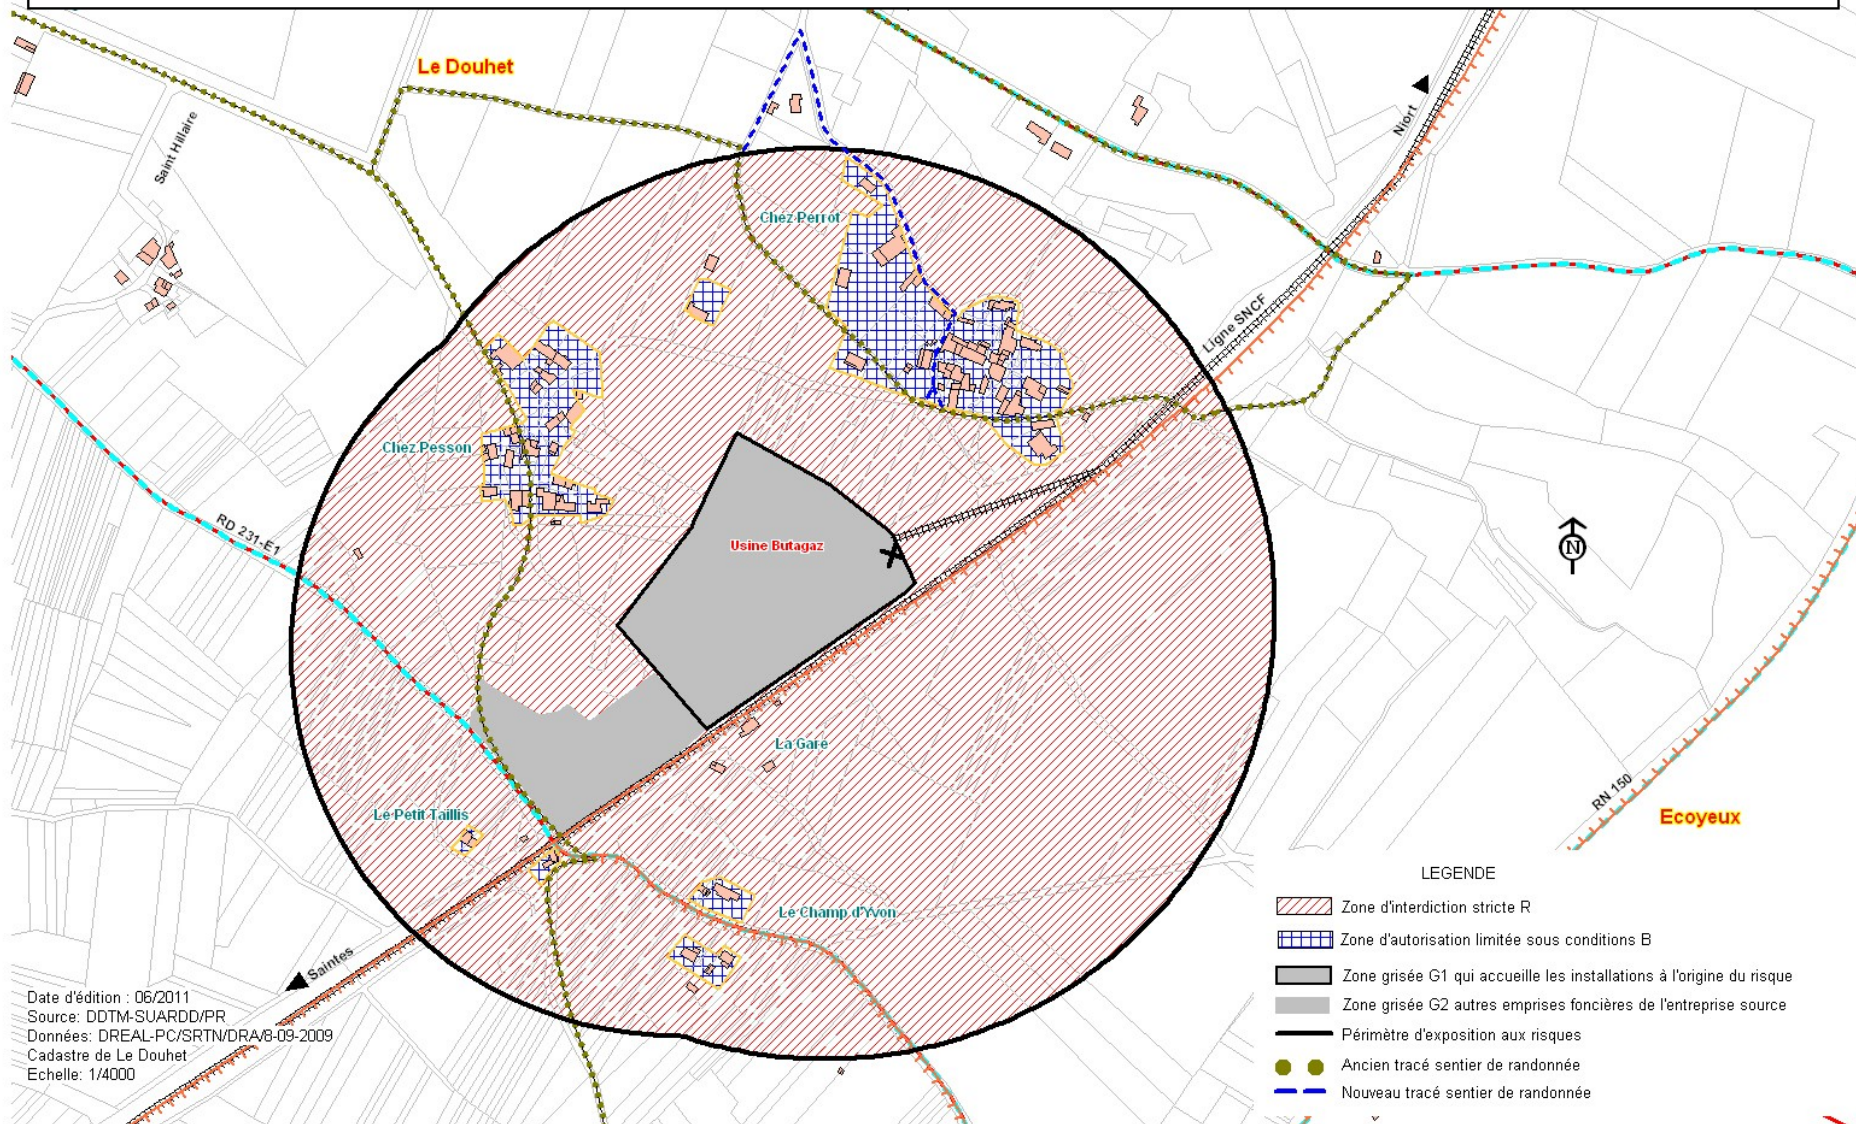 Le Douhet
Saint Hillaire
Niort
Chez Perrot
Ligne SNCF
Chez Pesson
RD 231-E1
Usine Butagaz
N
La Gare
RN 150
Le Petit Taillis
Ecoyeux
Le Champ d'Yvon
Saintes
LEGENDE
Zone d'interdiction stricte R
Zone d'autorisation limitée sous conditions B
Zone grisée G1 qui accueille les installations à l'origine du risque
Zone grisée G2 autres emprises foncières de l'entreprise source
Périmètre d'exposition aux risques
Ancien tracé sentier de randonnée
Nouveau tracé sentier de randonnée
Date d'édition : 06/2011
Source: DDTM-SUARDD/PR
Données: DREAL-PC/SRTN/DRA/8-09-2009
Cadastre de Le Douhet
Echelle: 1/4000